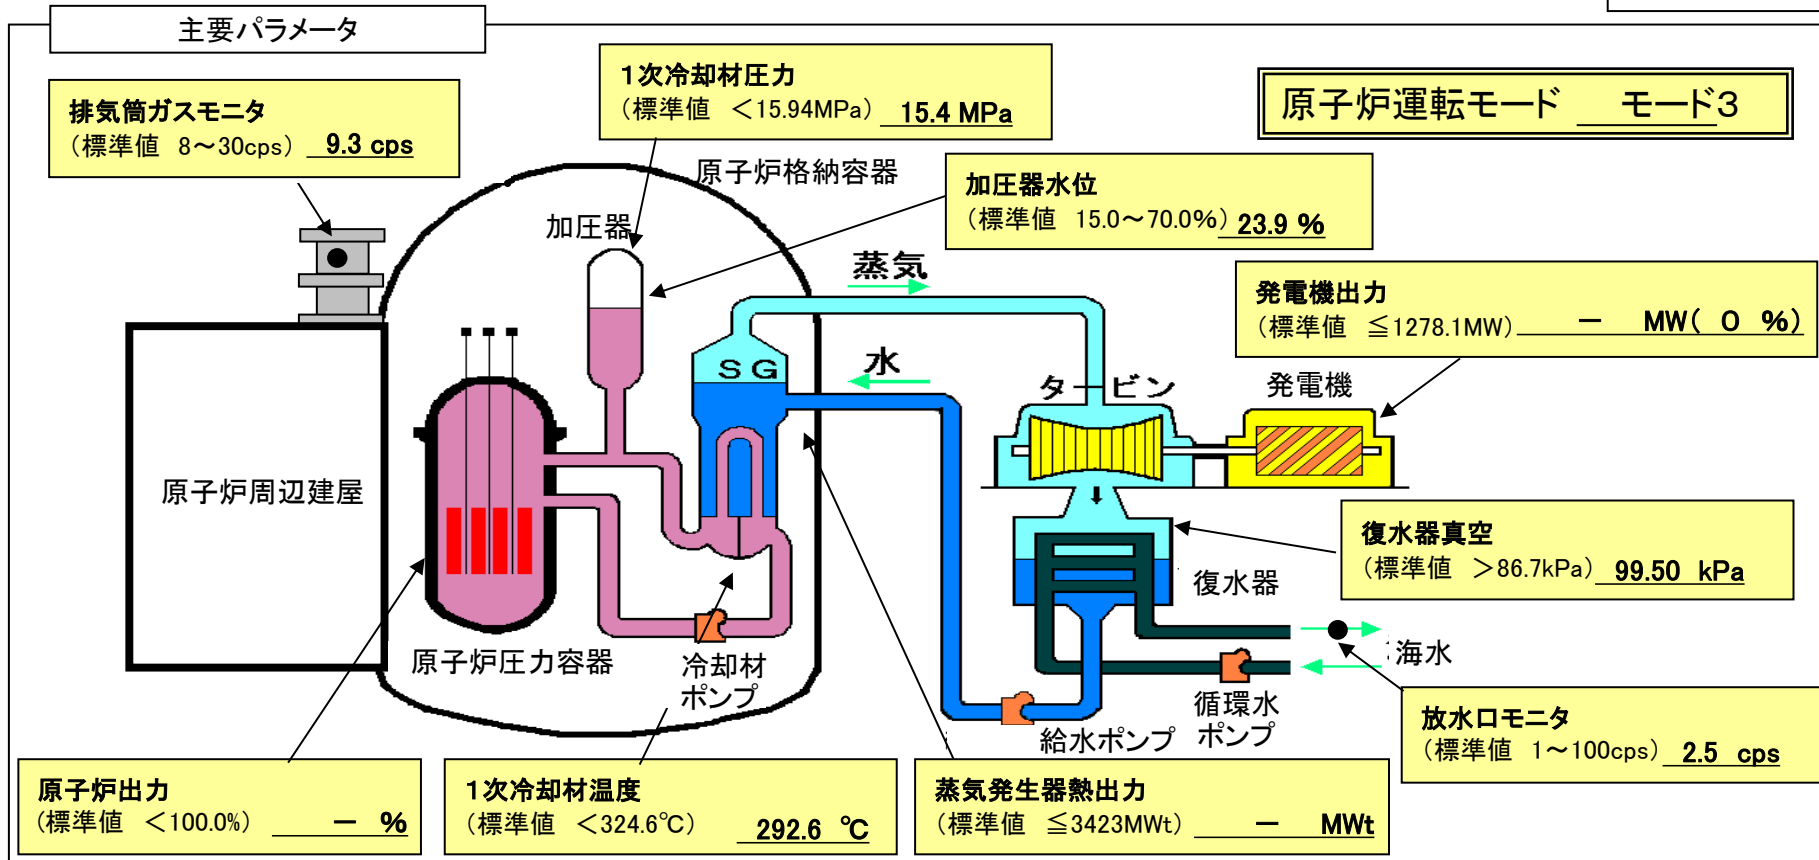 主要パラメータ
1次冷却材圧力
（標準値 ＜15.94MPa） 15.4 MPa
原子炉運転モード モード3
排気筒ガスモニタ
（標準値 8～30cps） 9.3 cps
原子炉格納容器
加圧器水位
（標準値 15.0～70.0%） 23.9 %
加圧器
蒸気
発電機出力
（標準値 ≦1278.1MW） － MW( 0 %)
SG
水
タービン
発電機
原子炉周辺建屋
復水器真空
（標準値 ＞86.7kPa） 99.50 kPa
復水器
海水
原子炉圧力容器
冷却材
ポンプ
循環水
ポンプ
給水ポンプ
放水口モニタ
（標準値 1～100cps） 2.5 cps
原子炉出力
（標準値 ＜100.0%） － %
1次冷却材温度
（標準値 ＜324.6℃） 292.6 ℃
蒸気発生器熱出力
（標準値 ≦3423MWt） － MWt